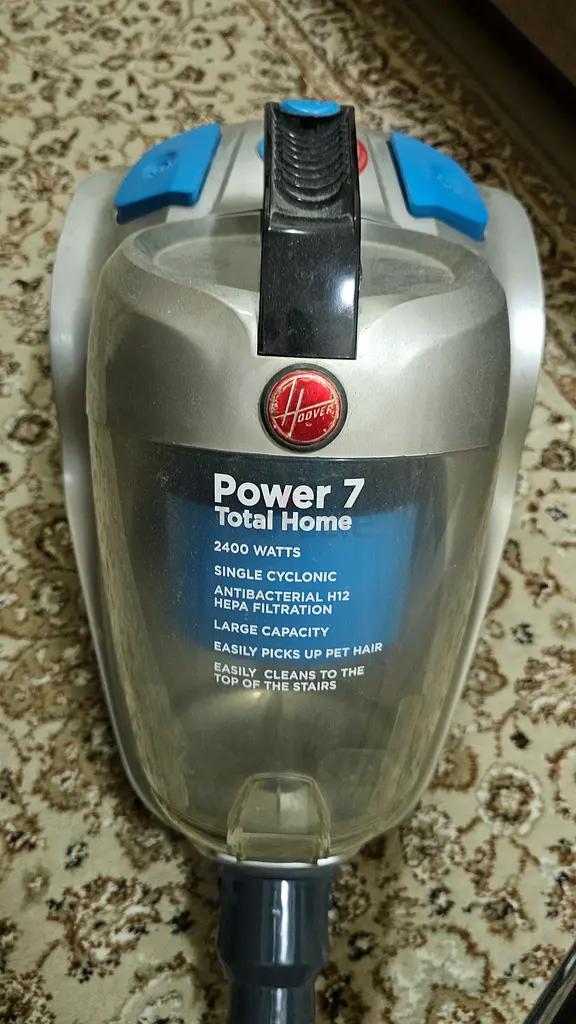 HOOVER
Power 7
Total Home
2400 WATTS
SINGLE CYCLONIC
ANTIBACTERIAL H12
HEPA FILTRATION
LARGE CAPACITY
EASILY PICKS UP PET HAIR
EASILY CLEANS TO THE
TOP OF THE STAIRS